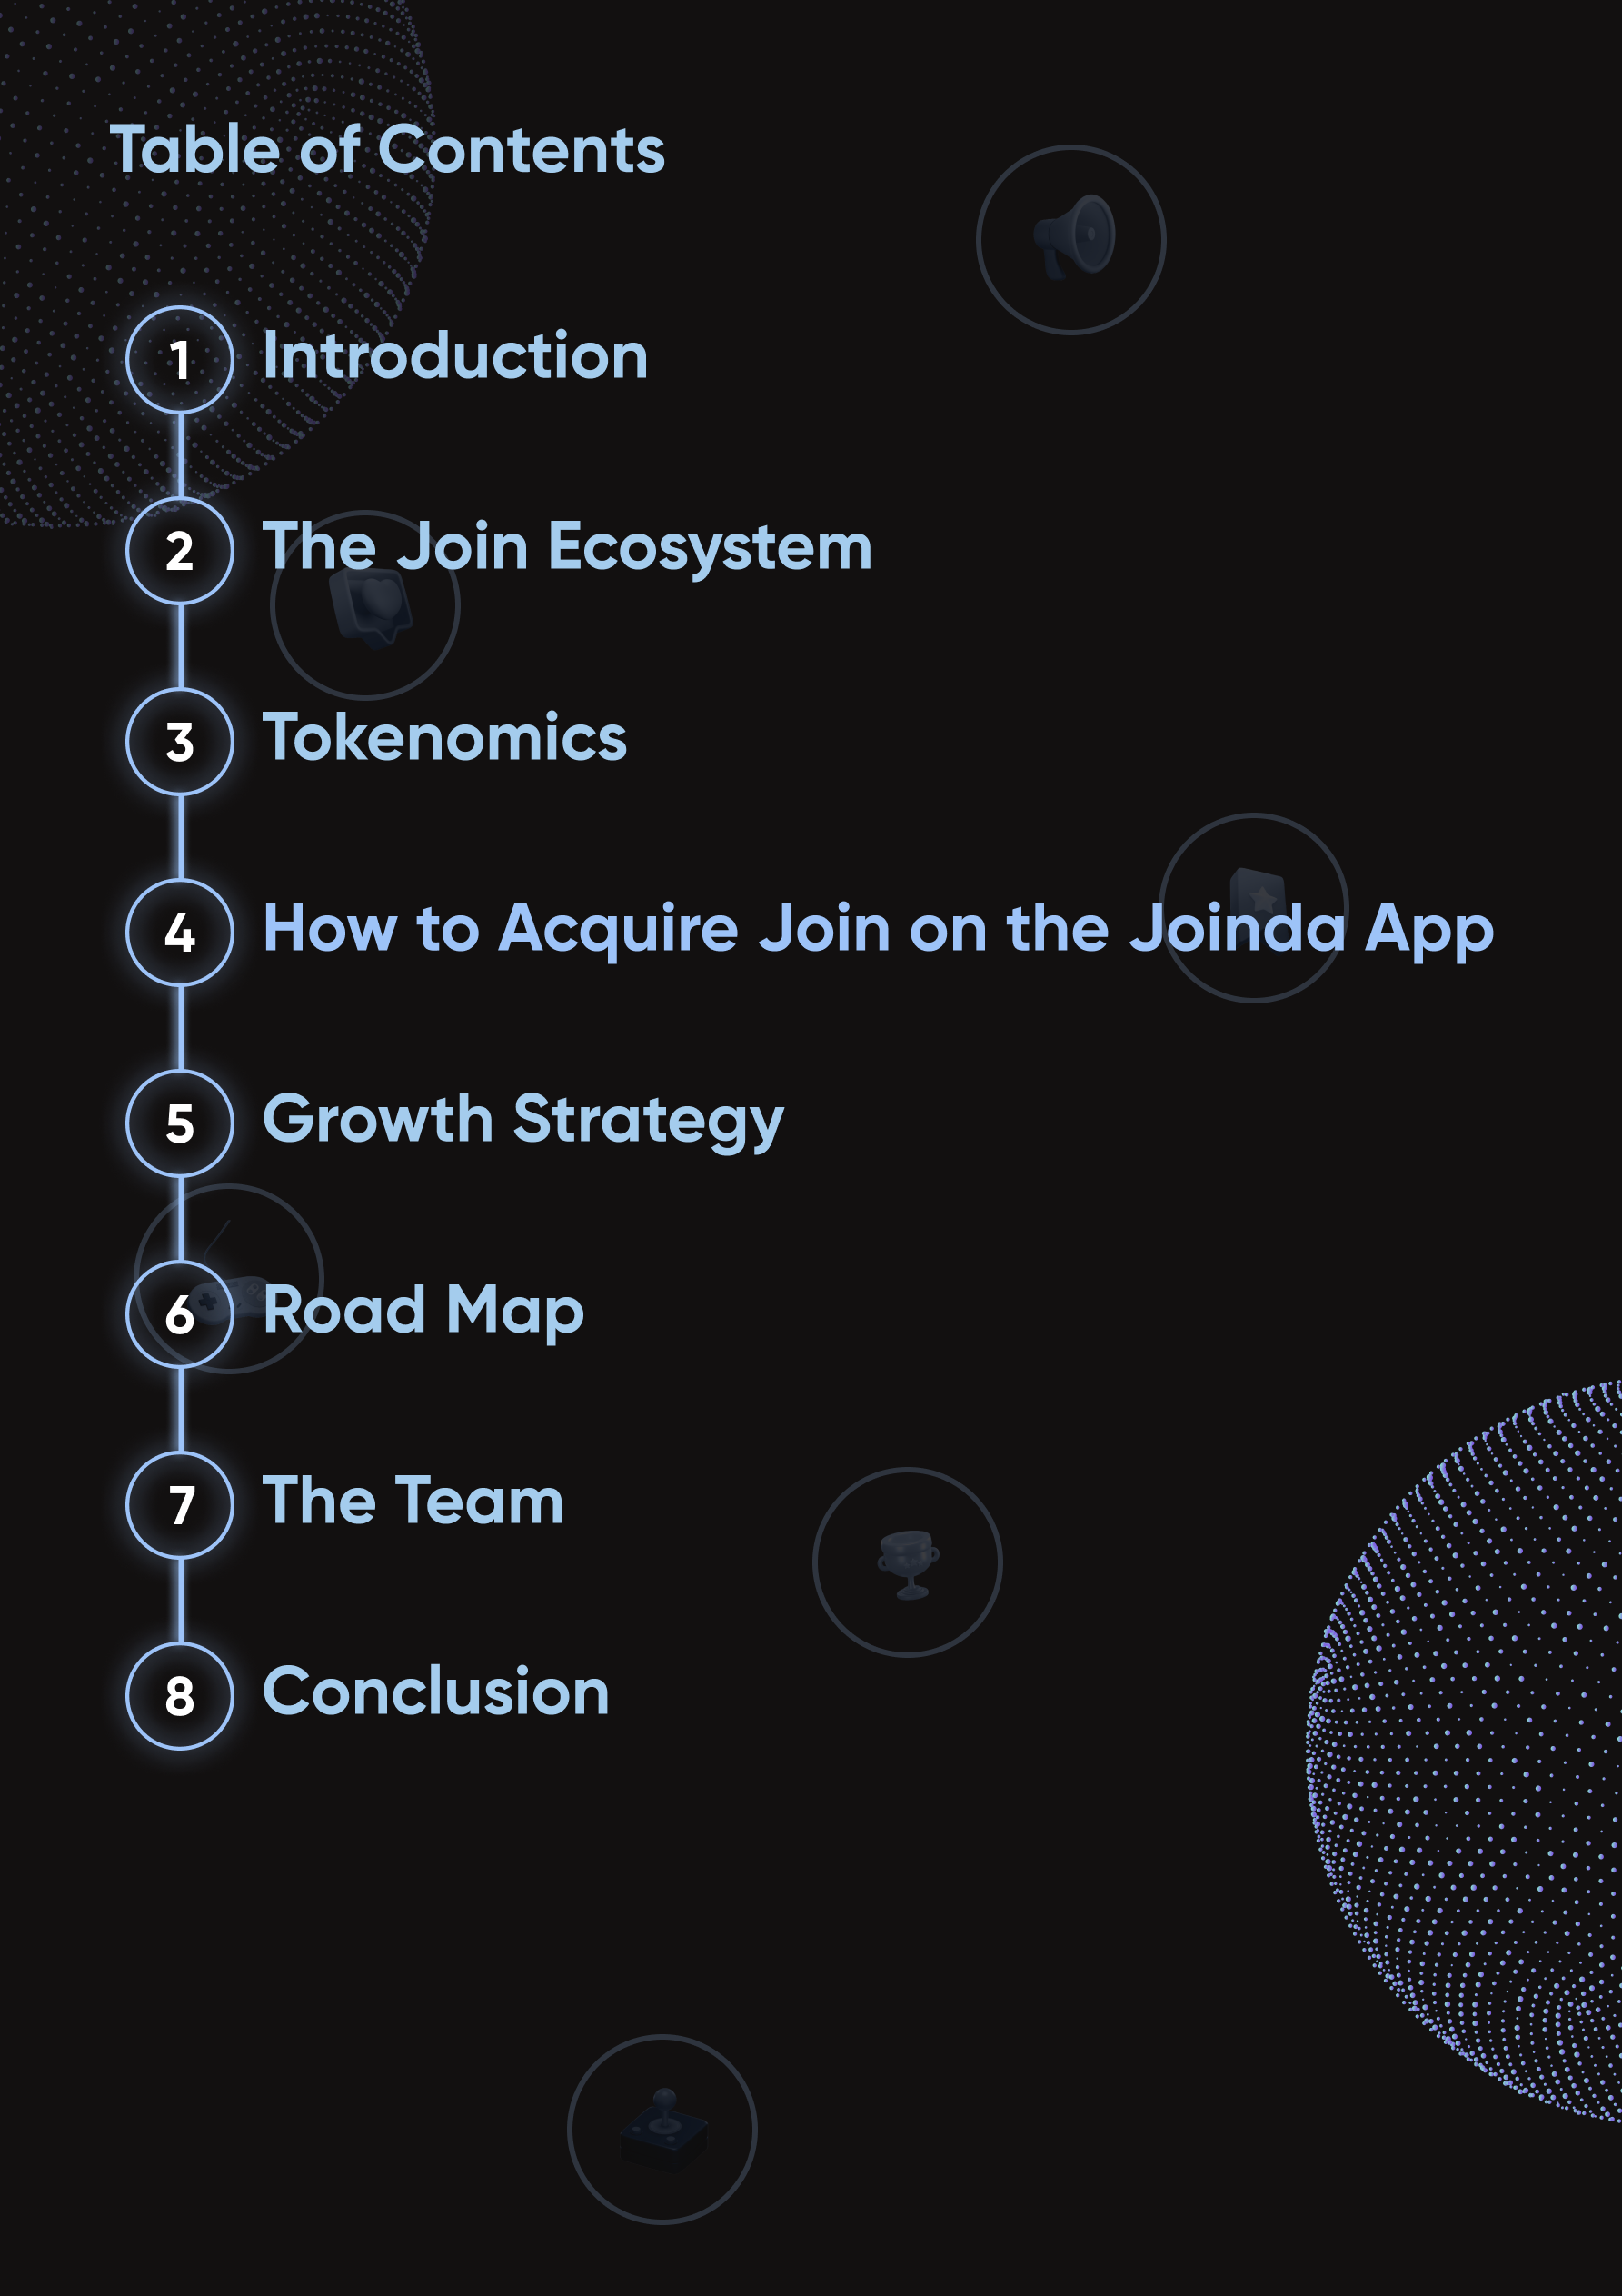 Table of Contents
1 Introduction
2 The Join Ecosystem
3 Tokenomics
4 How to Acquire Join on the Joinda App
5 Growth Strategy
6 Road Map
7 The Team
8 Conclusion